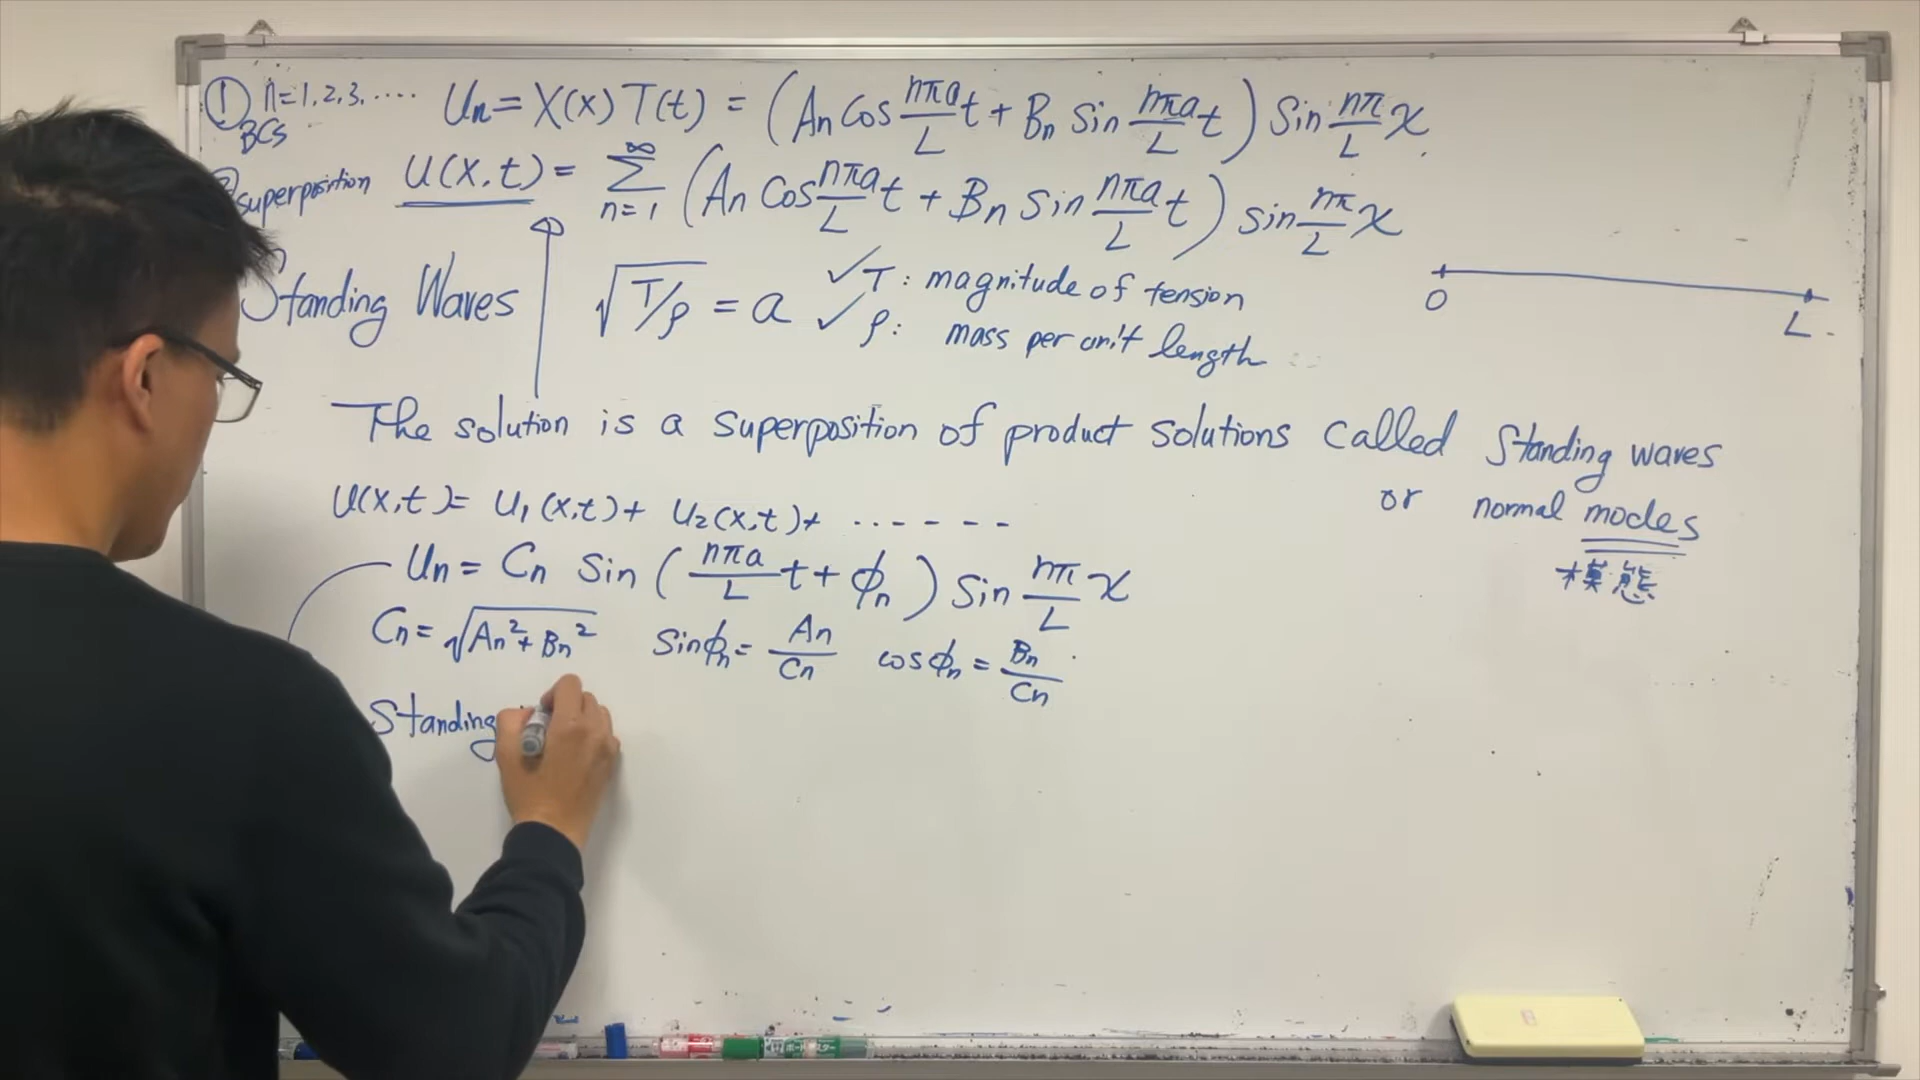 ① n=1,2,3,.... Un = X(x) T(t) = (An Cos nπa/L t + Bn Sin nπa/L t) Sin nπ/L x.
BCs
superposition U(x,t) = ∞Σn=1 (An Cos nπa/L t + Bn Sin nπa/L t) sin nπ/L x
Standing Waves
√T/ρ = a
✓ T: magnitude of tension
✓ ρ: mass per unit length
0 L
The solution is a superposition of product solutions called Standing waves
or normal modes
模態
U(x,t)= U1(x,t)+ U2(x,t)+ ......
Un = Cn Sin (nπa/L t + ϕn) Sin nπ/L x
Cn = √An²+Bn² sinϕn = An/Cn cosϕn = Bn/Cn
Standing